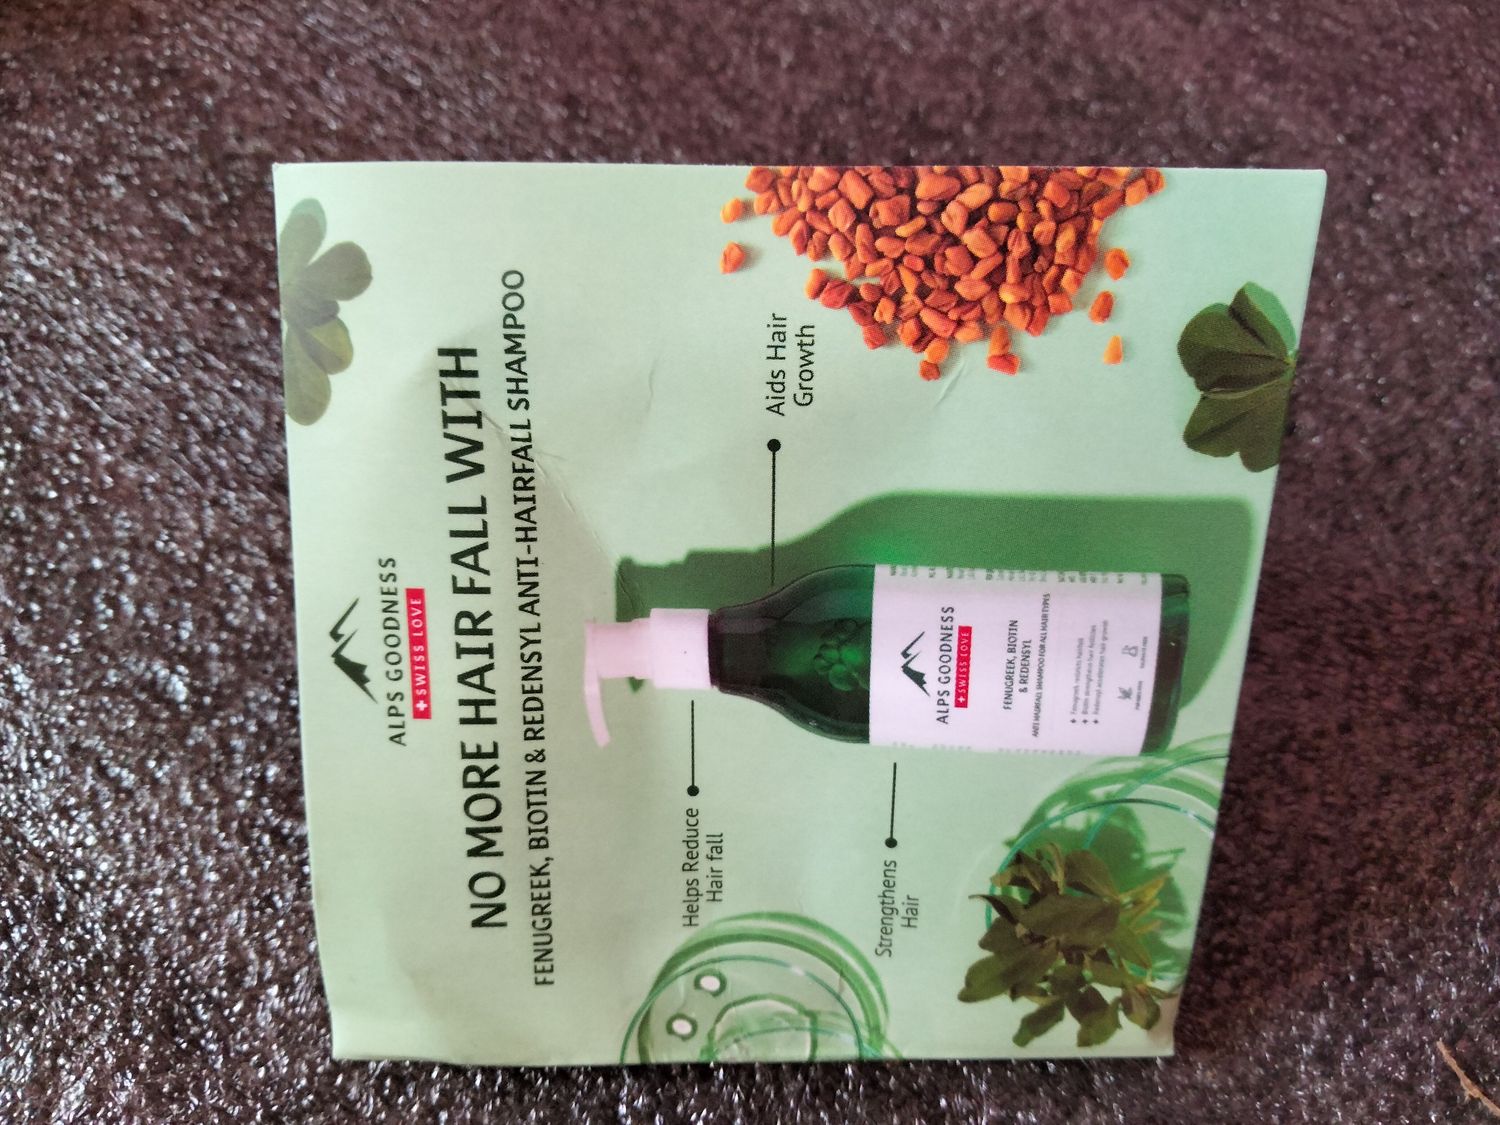 ALPS GOODNESS
+ SWISS LOVE
NO MORE HAIR FALL WITH
FENUGREEK, BIOTIN & REDENSYL ANTI-HAIRFALL SHAMPOO
Helps Reduce
Hair fall
Aids Hair
Growth
Strengthens
Hair
ALPS GOODNESS
+ SWISS LOVE
FENUGREEK, BIOTIN
& REDENSYL
ANTI HAIRFALL SHAMPOO FOR ALL HAIR TYPES